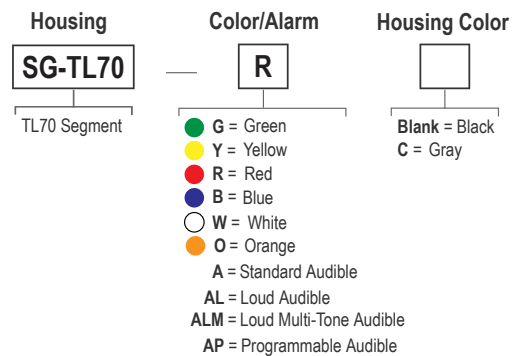 Housing
Color/Alarm
Housing Color
SG-TL70
—
R
TL70 Segment
G = Green
Y = Yellow
R = Red
B = Blue
W = White
O = Orange
A = Standard Audible
AL = Loud Audible
ALM = Loud Multi-Tone Audible
AP = Programmable Audible
Blank = Black
C = Gray